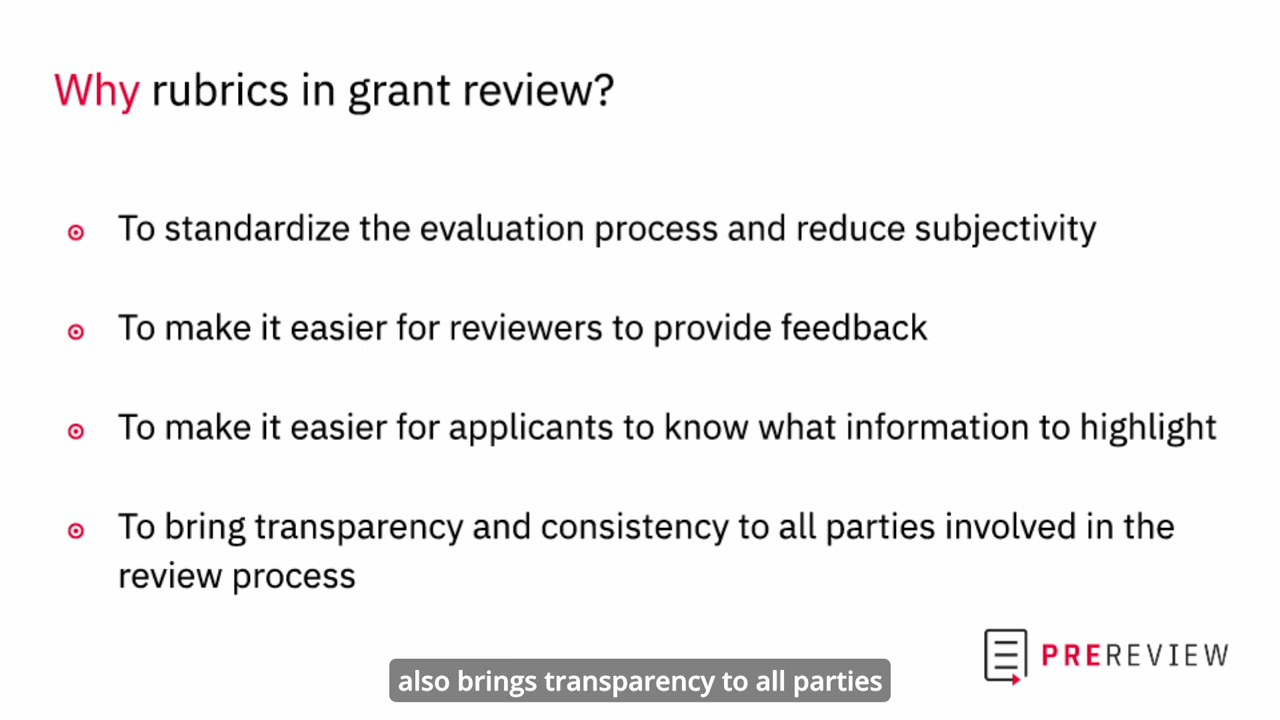 Why rubrics in grant review?
To standardize the evaluation process and reduce subjectivity
To make it easier for reviewers to provide feedback
To make it easier for applicants to know what information to highlight
To bring transparency and consistency to all parties involved in the
review process
PREREVIEW
also brings transparency to all parties